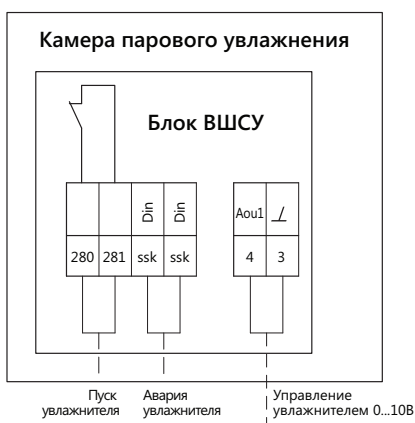 Камера парового увлажнения
Блок ВШСУ
Din Din Aou1
280 281 ssk ssk 4 3
Пуск увлажнителя
Авария увлажнителя
Управление увлажнителем 0...10В